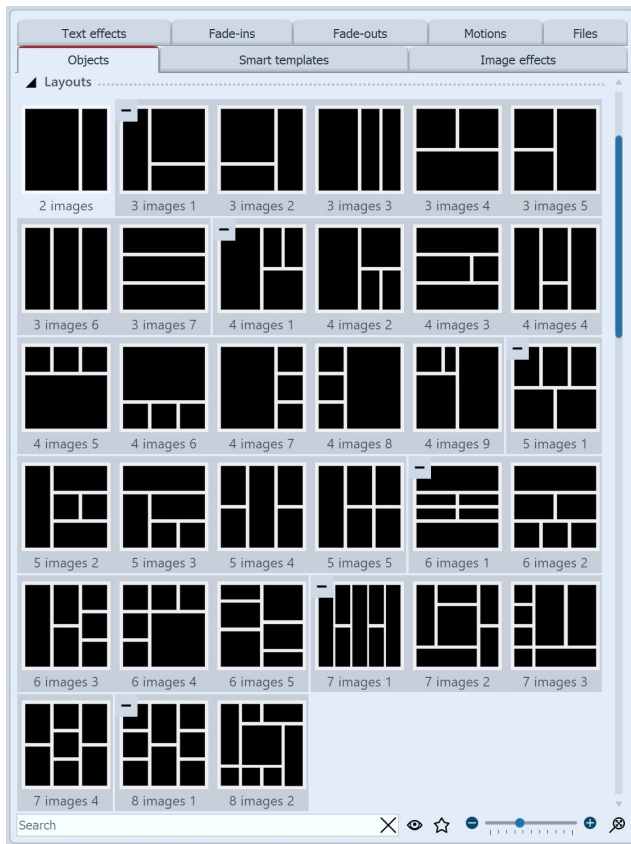 Text effects Fade-ins Fade-outs Motions Files
Objects Smart templates Image effects
Layouts
2 images 3 images 1 3 images 2 3 images 3 3 images 4 3 images 5
3 images 6 3 images 7 4 images 1 4 images 2 4 images 3 4 images 4
4 images 5 4 images 6 4 images 7 4 images 8 4 images 9 5 images 1
5 images 2 5 images 3 5 images 4 5 images 5 6 images 1 6 images 2
6 images 3 6 images 4 6 images 5 7 images 1 7 images 2 7 images 3
7 images 4 8 images 1 8 images 2
Search